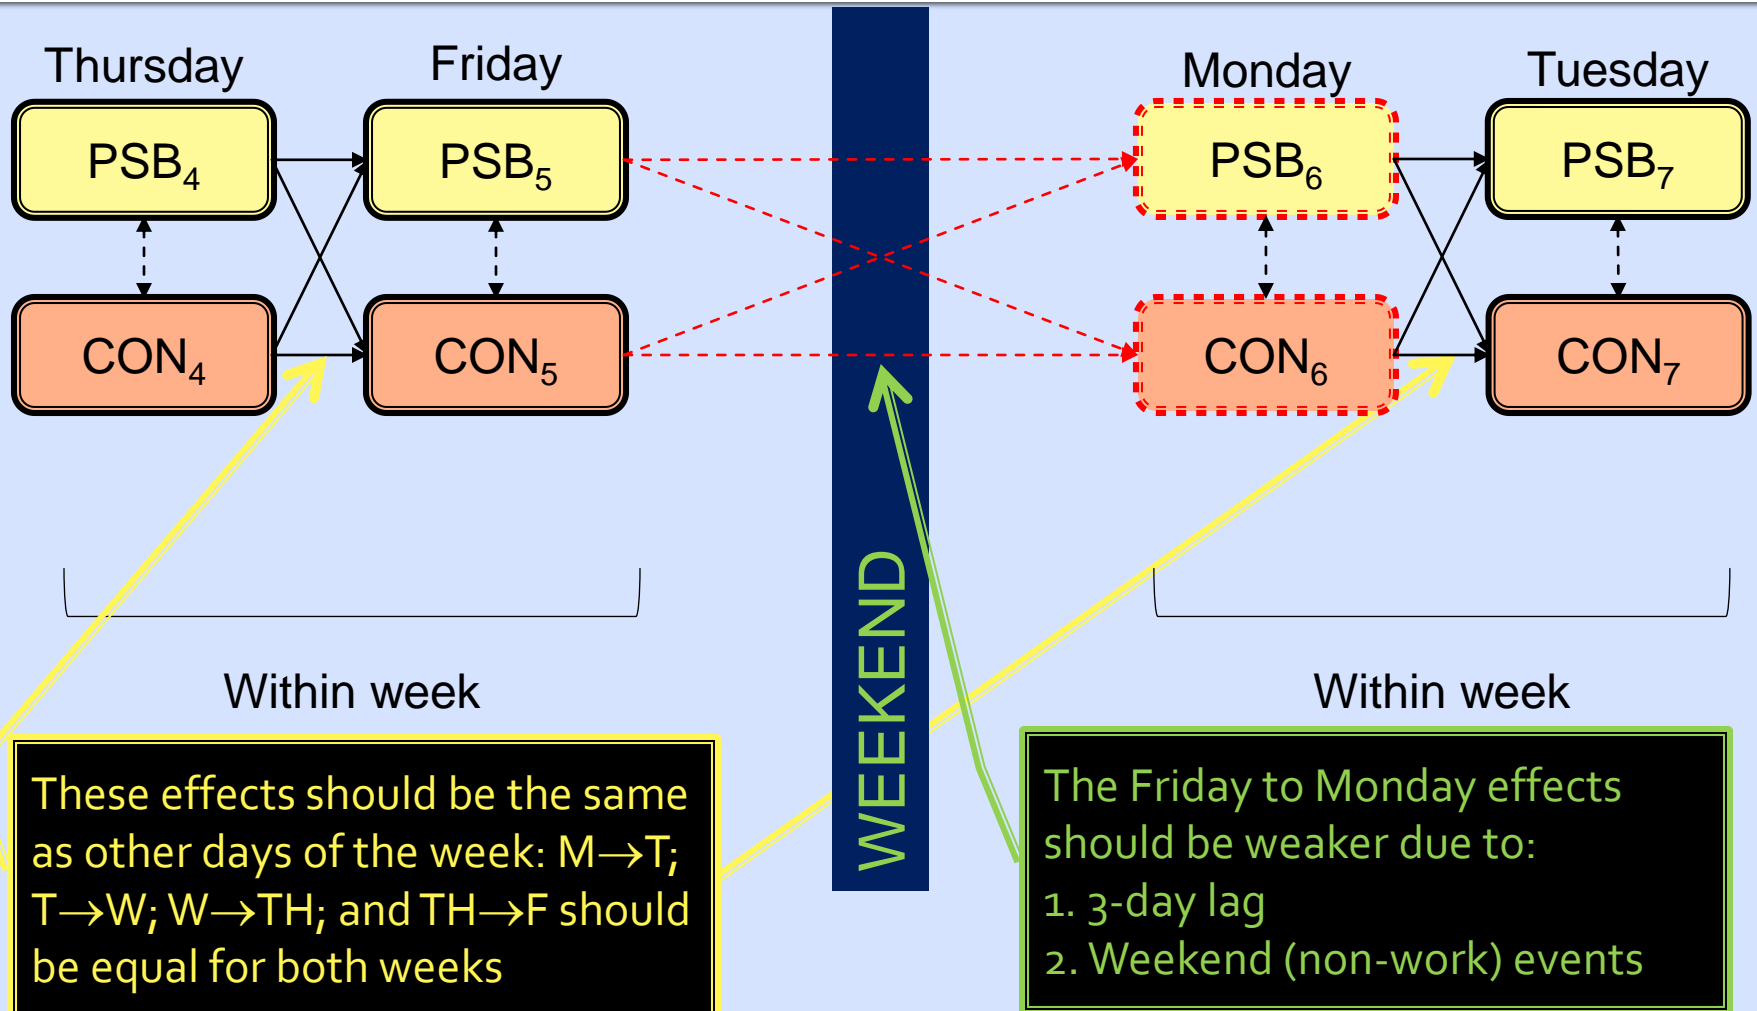 Thursday Friday Monday Tuesday
PSB₄ PSB₅ PSB₆ PSB₇
CON₄ CON₅ CON₆ CON₇
WEEKEND
Within week Within week
These effects should be the same
as other days of the week: M→T;
T→W; W→TH; and TH→F should
be equal for both weeks
The Friday to Monday effects
should be weaker due to:
1. 3-day lag
2. Weekend (non-work) events